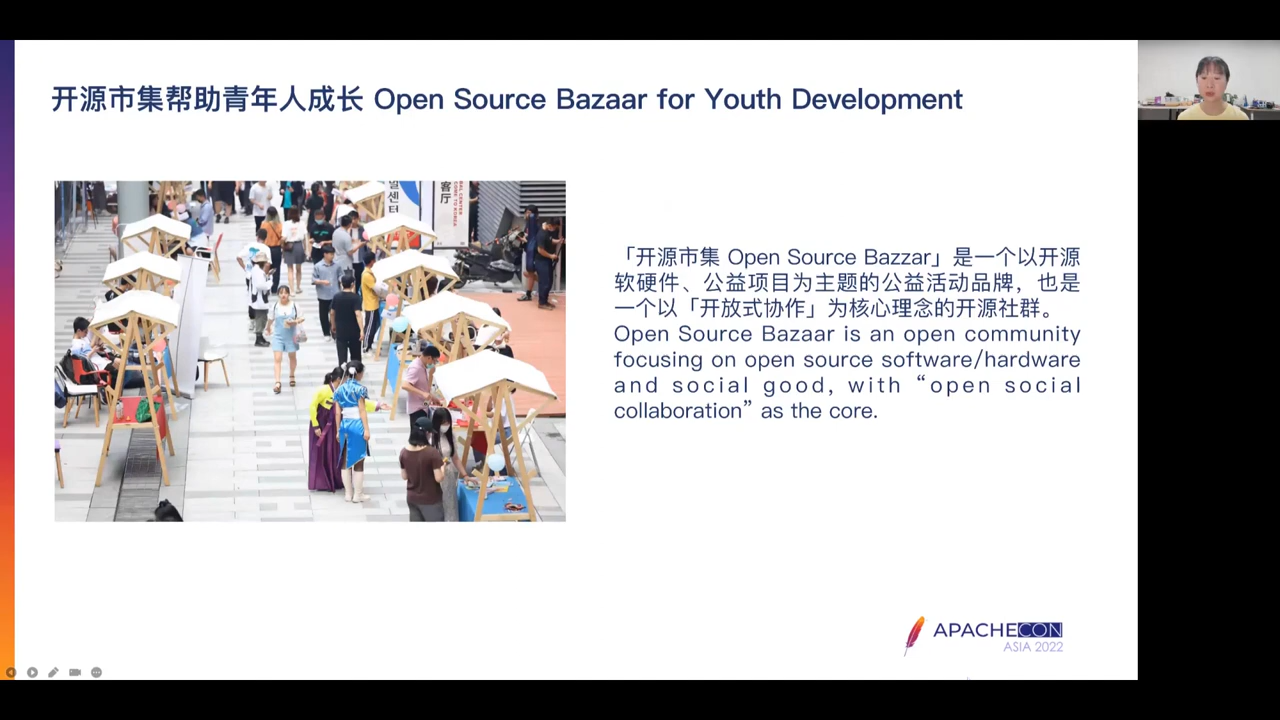 开源市集帮助青年人成长 Open Source Bazaar for Youth Development
「开源市集 Open Source Bazzar」是一个以开源
软硬件、公益项目为主题的公益活动品牌，也是
一个以「开放式协作」为核心理念的开源社群。
Open Source Bazaar is an open community
focusing on open source software/hardware
and social good, with “open social
collaboration” as the core.
客厅
APACHECON
ASIA 2022